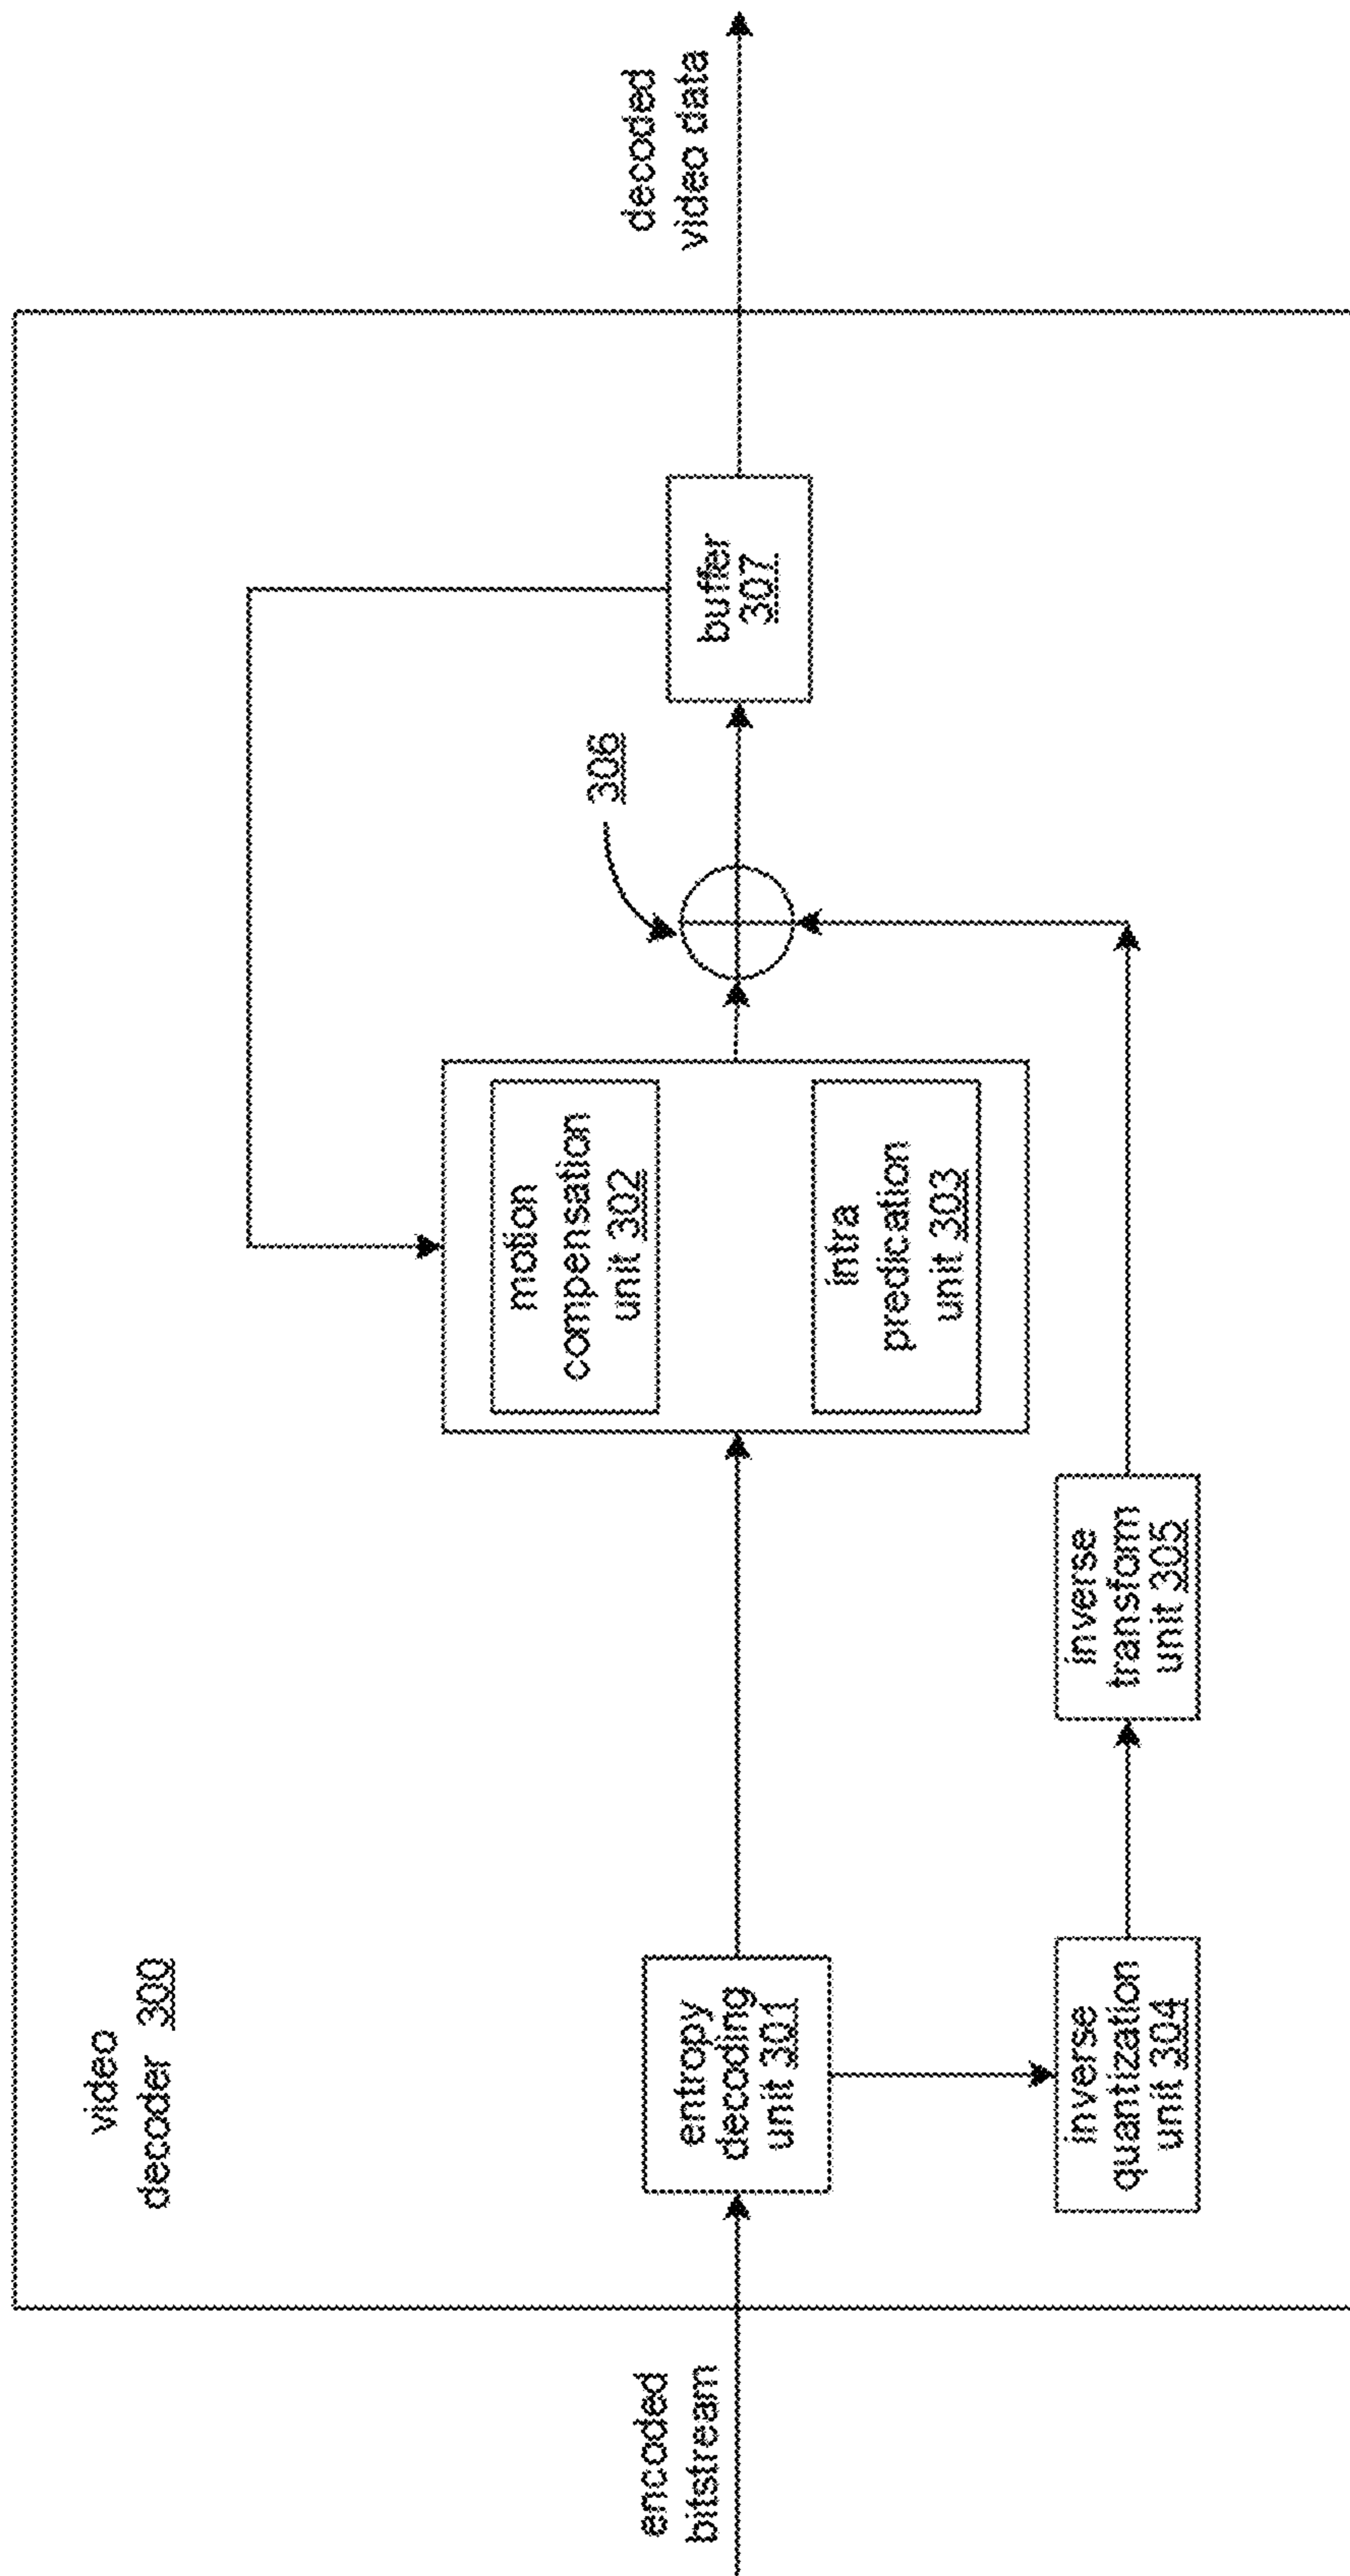 video
decoder 300
encoded
bitstream
entropy
decoding
unit 301
inverse
quantization
unit 304
inverse
transform
unit 305
motion
compensation
unit 302
intra
predication
unit 303
306
buffer
307
decoded
video data